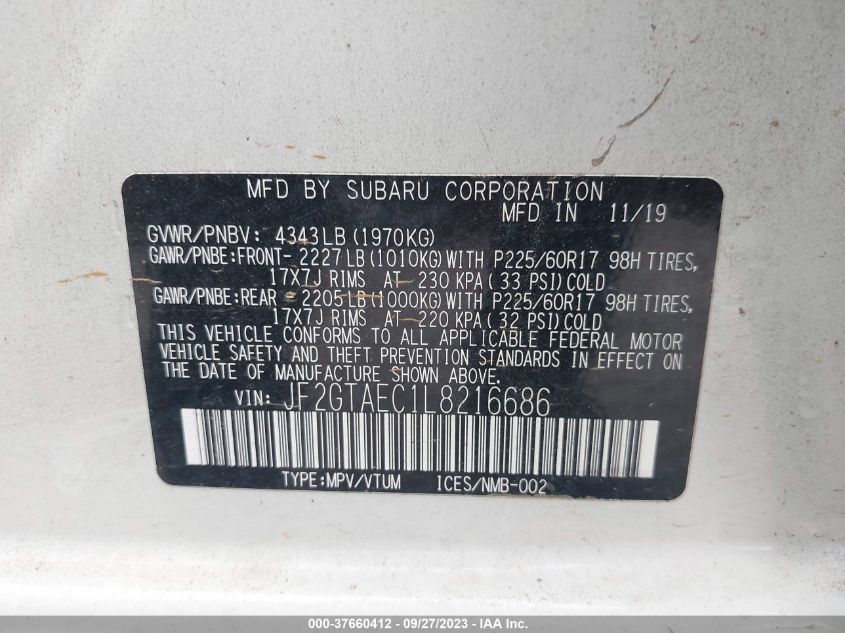 MFD BY SUBARU CORPORATION
MFD IN 11/19
GVWR/PNBV: 4343LB (1970KG)
GAWR/PNBE:FRONT- 2227LB (1010KG) WITH P225/60R17 98H TIRES,
17X7J RIMS AT 230 KPA ( 33 PSI) COLD
GAWR/PNBE:REAR - 2205LB (1000KG) WITH P225/60R17 98H TIRES,
17X7J RIMS AT 220 KPA ( 32 PSI) COLD
THIS VEHICLE CONFORMS TO ALL APPLICABLE FEDERAL MOTOR
VEHICLE SAFETY AND THEFT PREVENTION STANDARDS IN EFFECT ON
THE DATE OF MANUFACTURE SHOWN ABOVE.
VIN: JF2GTAEC1L8216686
TYPE:MPV/VTUM ICES/NMB-002
000-37660412 - 09/27/2023 - IAA